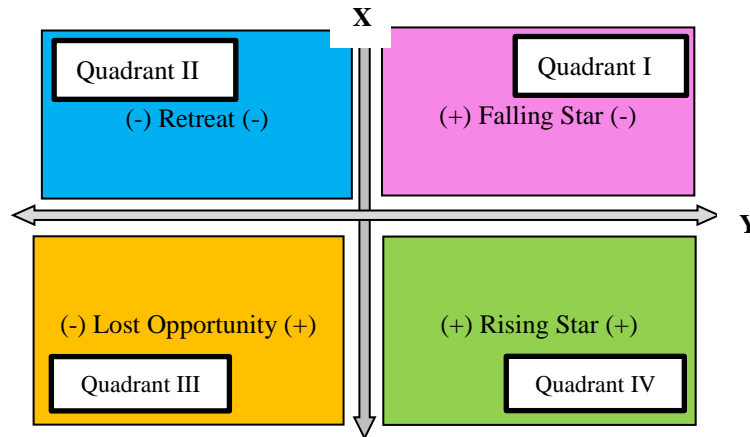 X
Quadrant II
Quadrant I
(-) Retreat (-)
(+) Falling Star (-)
Y
(-) Lost Opportunity (+)
(+) Rising Star (+)
Quadrant III
Quadrant IV